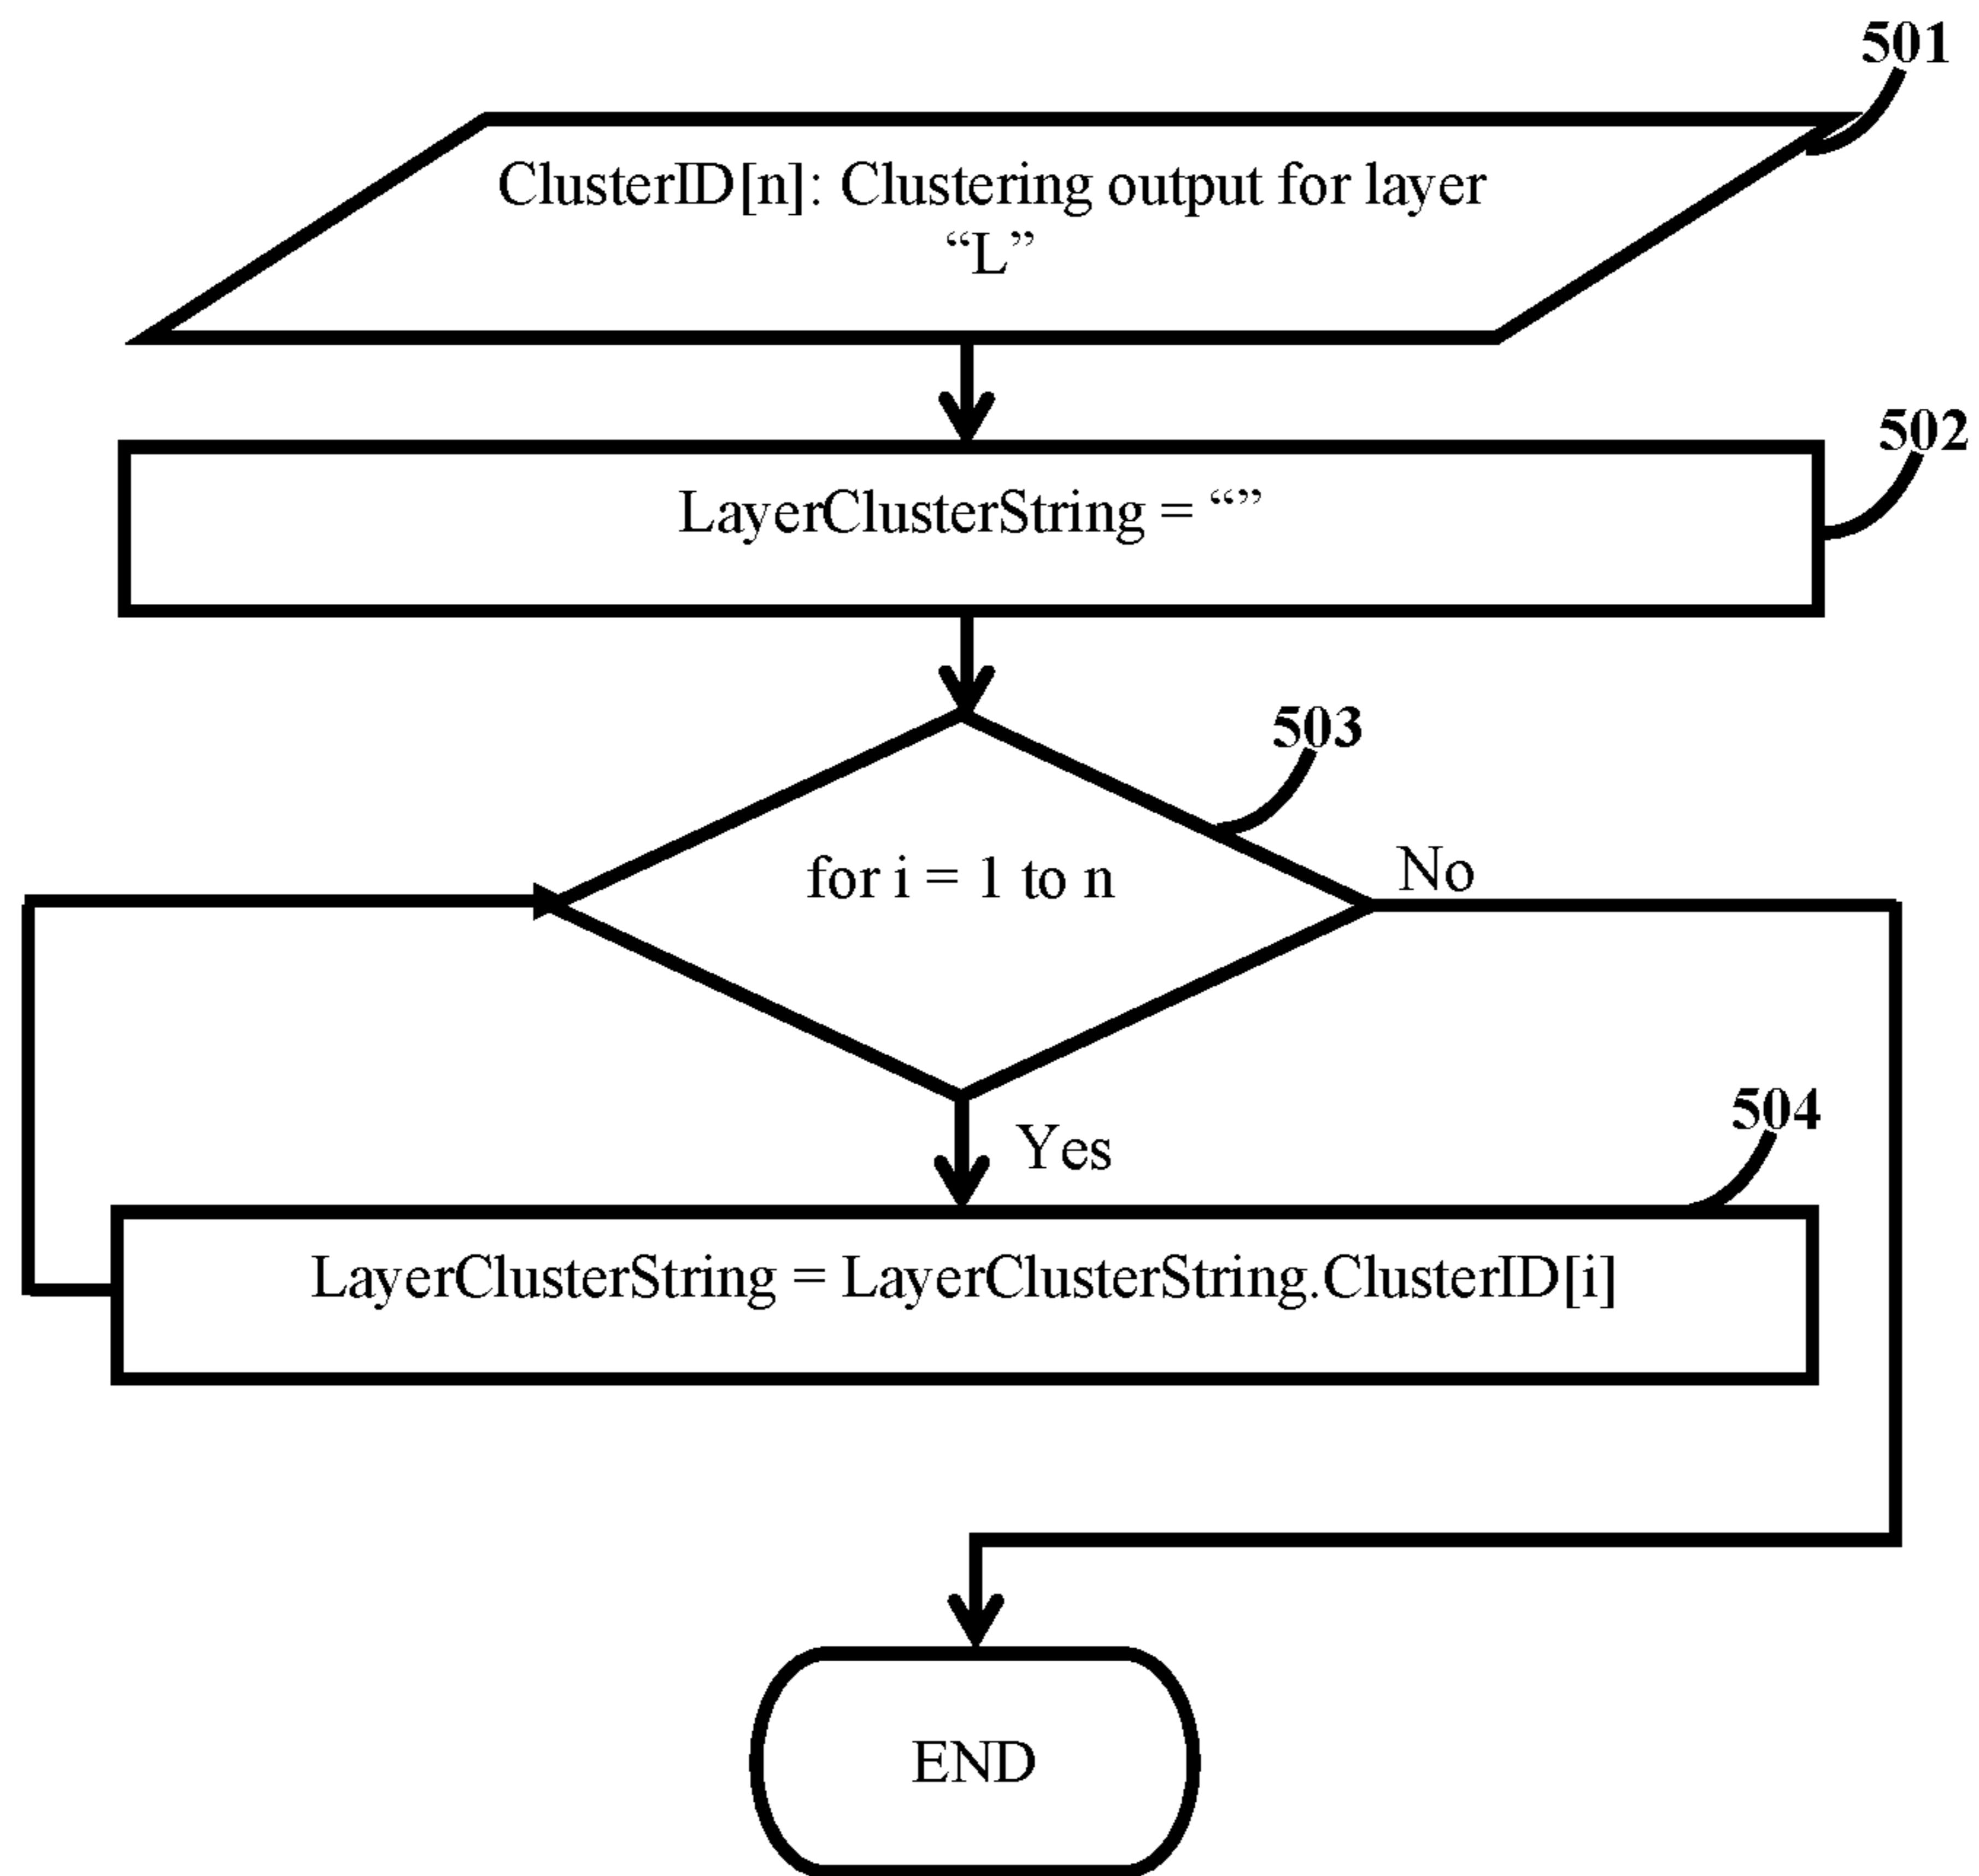 501
ClusterID[n]: Clustering output for layer
“L”
502
LayerClusterString = “”
503
for i = 1 to n
No
Yes
504
LayerClusterString = LayerClusterString.ClusterID[i]
END